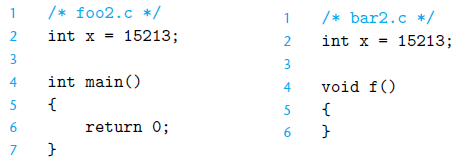 1 /* foo2.c */
2 int x = 15213;
3
4 int main()
5 {
6     return 0;
7 }
1 /* bar2.c */
2 int x = 15213;
3
4 void f()
5 {
6 }